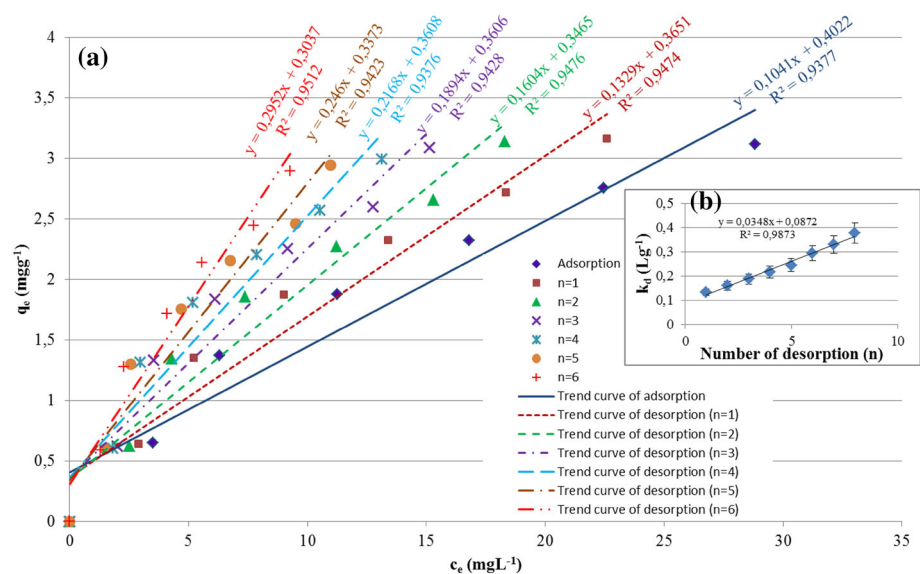 (a)
4
3,5
3
2,5
2
1,5
1
0,5
0
qe (mgg-1)
0
5
10
15
20
25
30
35
ce (mgL-1)
y = 0,2952x + 0,3037
R² = 0,9512
y = 0,246x + 0,3373
R² = 0,9423
y = 0,2168x + 0,3608
R² = 0,9376
y = 0,1894x + 0,3606
R² = 0,9428
y = 0,1604x + 0,3465
R² = 0,9476
y = 0,1329x + 0,3651
R² = 0,9474
y = 0,1041x + 0,4022
R² = 0,9377
Adsorption
n=1
n=2
n=3
n=4
n=5
n=6
Trend curve of adsorption
Trend curve of desorption (n=1)
Trend curve of desorption (n=2)
Trend curve of desorption (n=3)
Trend curve of desorption (n=4)
Trend curve of desorption (n=5)
Trend curve of desorption (n=6)
(b)
0,5
0,4
0,3
0,2
0,1
0
kd (Lg-1)
y = 0,0348x + 0,0872
R² = 0,9873
0
5
10
Number of desorption (n)